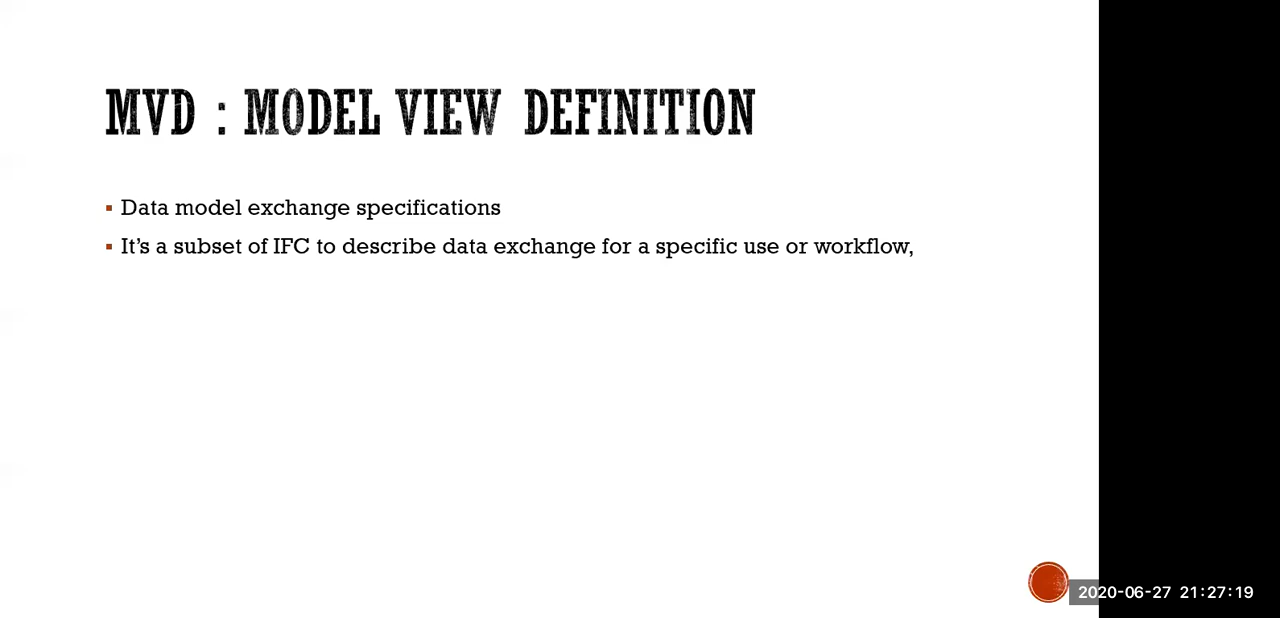 MVD : MODEL VIEW DEFINITION
Data model exchange specifications
It's a subset of IFC to describe data exchange for a specific use or workflow,
2020-06-27 21:27:19